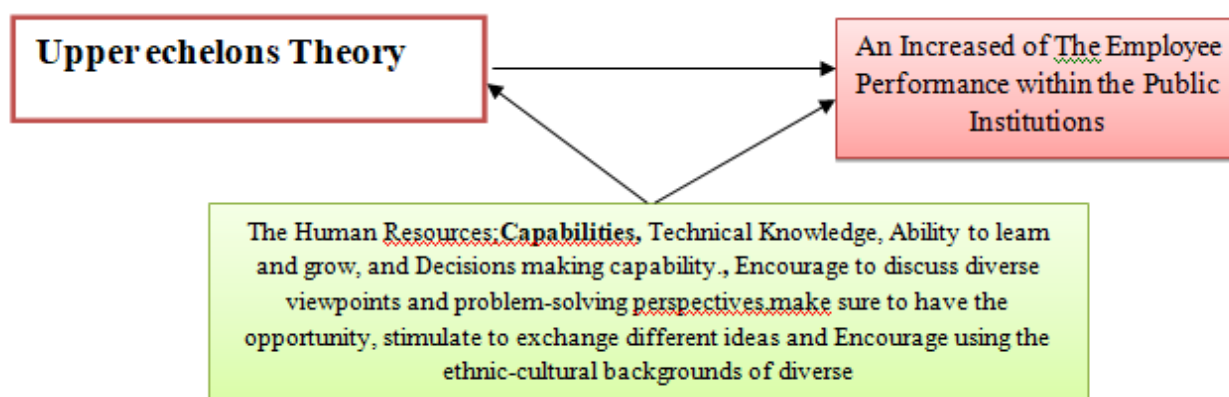 Upper echelons Theory
An Increased of The Employee
Performance within the Public
Institutions
The Human Resources;Capabilities, Technical Knowledge, Ability to learn
and grow, and Decisions making capability., Encourage to discuss diverse
viewpoints and problem-solving perspectives.make sure to have the
opportunity, stimulate to exchange different ideas and Encourage using the
ethnic-cultural backgrounds of diverse